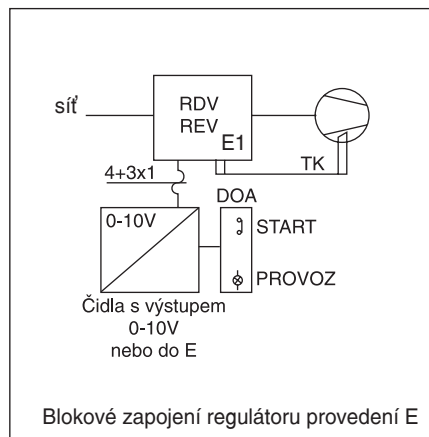 síť
RDV
REV
E1
TK
4+3x1
DOA
0-10V
START
PROVOZ
Čidla s výstupem
0-10V
nebo do E
Blokové zapojení regulátoru provedení E